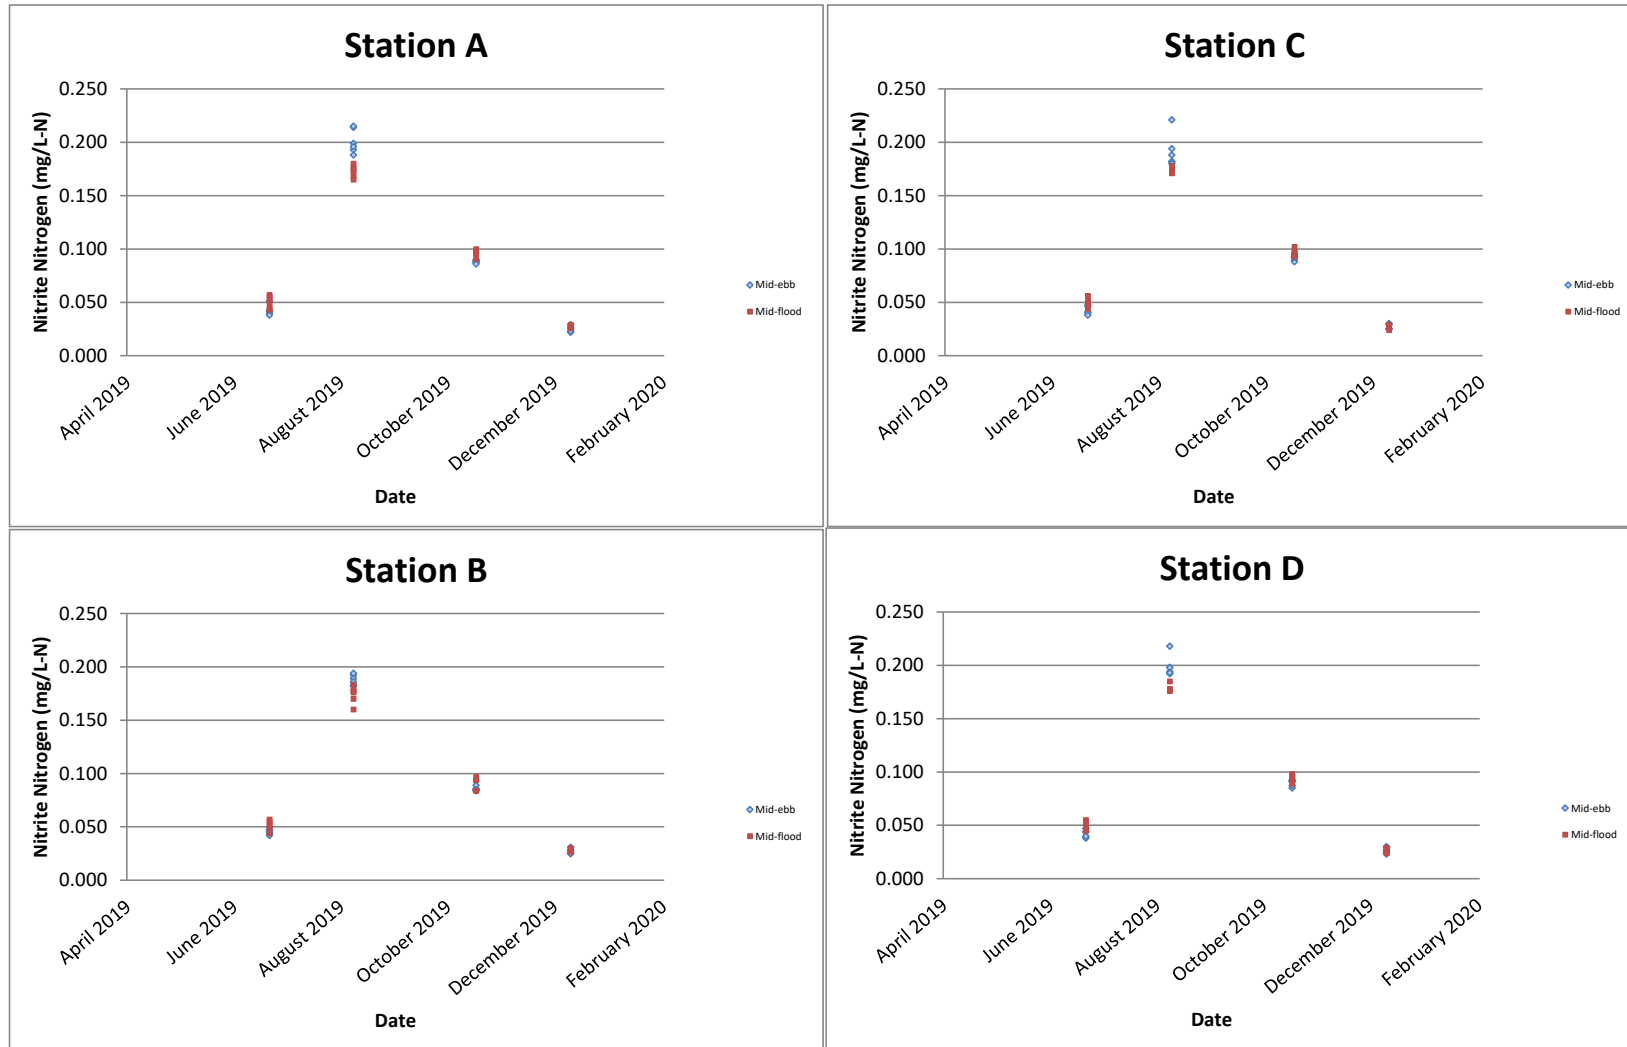 Station A
Nitrite Nitrogen (mg/L-N)
0.250
0.200
0.150
0.100
0.050
0.000
April 2019
June 2019
August 2019
October 2019
December 2019
February 2020
Date
Mid-ebb
Mid-flood
Station C
Nitrite Nitrogen (mg/L-N)
0.250
0.200
0.150
0.100
0.050
0.000
April 2019
June 2019
August 2019
October 2019
December 2019
February 2020
Date
Mid-ebb
Mid-flood
Station B
Nitrite Nitrogen (mg/L-N)
0.250
0.200
0.150
0.100
0.050
0.000
April 2019
June 2019
August 2019
October 2019
December 2019
February 2020
Date
Mid-ebb
Mid-flood
Station D
Nitrite Nitrogen (mg/L-N)
0.250
0.200
0.150
0.100
0.050
0.000
April 2019
June 2019
August 2019
October 2019
December 2019
February 2020
Date
Mid-ebb
Mid-flood